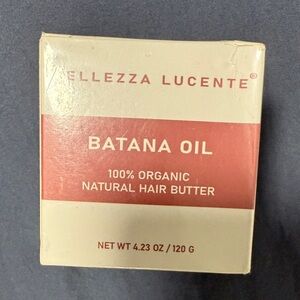 ELLEZZA LUCENTE®
BATANA OIL
100% ORGANIC
NATURAL HAIR BUTTER
NET WT 4.23 OZ / 120 G